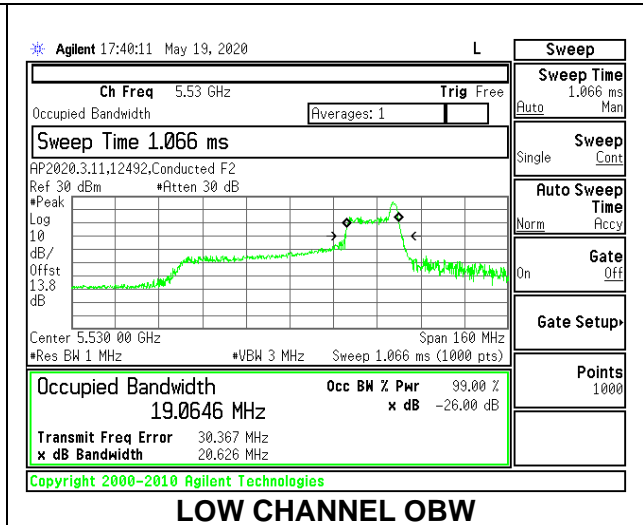 Agilent 17:40:11 May 19, 2020 L
Sweep
Ch Freq 5.53 GHz Trig Free
Occupied Bandwidth Averages: 1
Sweep Time 1.066 ms
AP2020.3.11,12492,Conducted F2
Ref 30 dBm #Atten 30 dB
#Peak
Log
10
dB/
Offst
13.8
dB
Center 5.530 00 GHz Span 160 MHz
#Res BW 1 MHz #VBW 3 MHz Sweep 1.066 ms (1000 pts)
Occupied Bandwidth Occ BW % Pwr 99.00 %
19.0646 MHz x dB -26.00 dB
Transmit Freq Error 30.367 MHz
x dB Bandwidth 20.626 MHz
Copyright 2000-2010 Agilent Technologies
Sweep Time
1.066 ms
Auto Man
Sweep
Single Cont
Auto Sweep
Time
Norm Accy
Gate
On Off
Gate Setup
Points
1000
LOW CHANNEL OBW